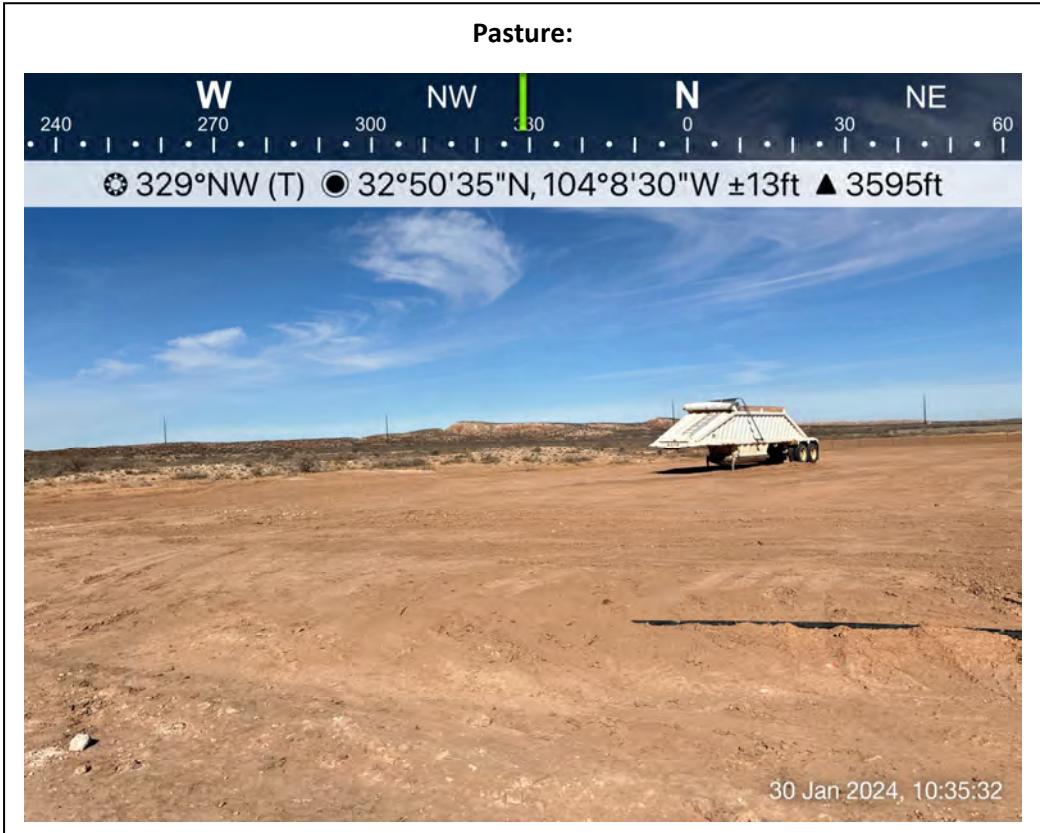 Pasture:
W NW N NE
240 270 300 330 0 30 60
329°NW (T) 32°50'35"N, 104°8'30"W ±13ft ▲ 3595ft
30 Jan 2024, 10:35:32